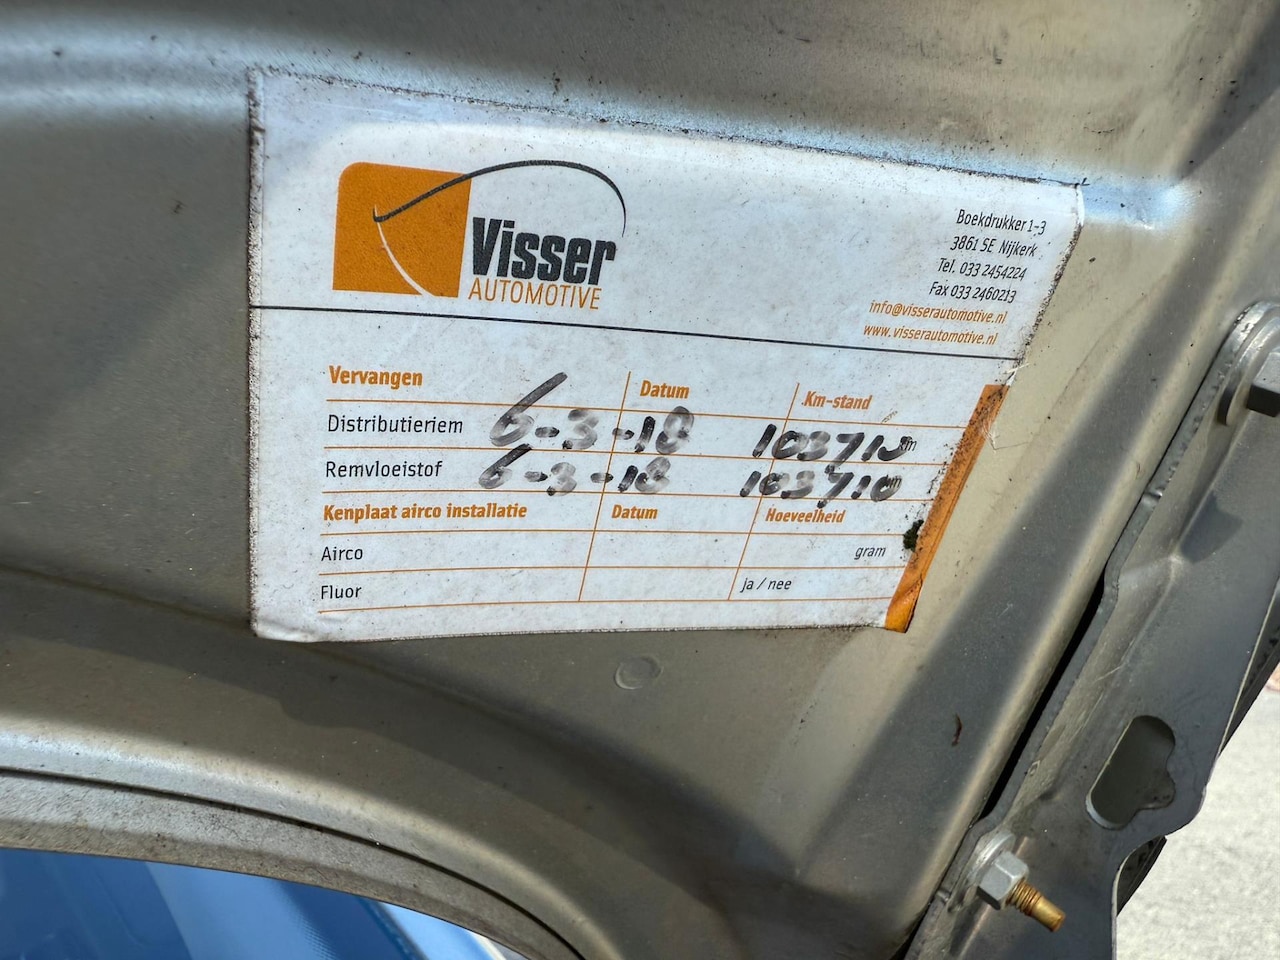 Visser
AUTOMOTIVE
Boekdrukker 1-3
3861 SE Nijkerk
Tel. 033 2454224
Fax 033 2460213
info@visserautomotive.nl
www.visserautomotive.nl
Vervangen Datum Km-stand
Distributieriem 6-3-18 103710 km
Remvloeistof 6-3-18 103710 km
Kenplaat airco installatie Datum Hoeveelheid
Airco gram
Fluor ja / nee